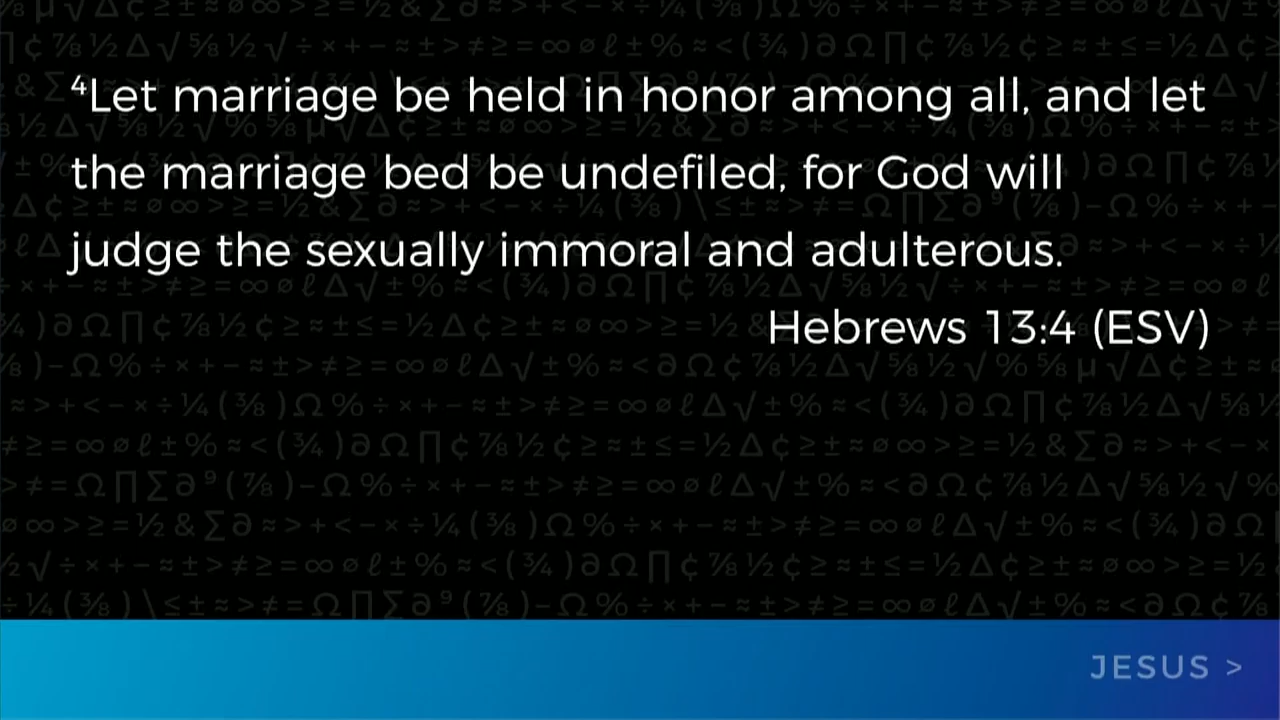 ⁴Let marriage be held in honor among all, and let
the marriage bed be undefiled, for God will
judge the sexually immoral and adulterous.
Hebrews 13:4 (ESV)
JESUS >